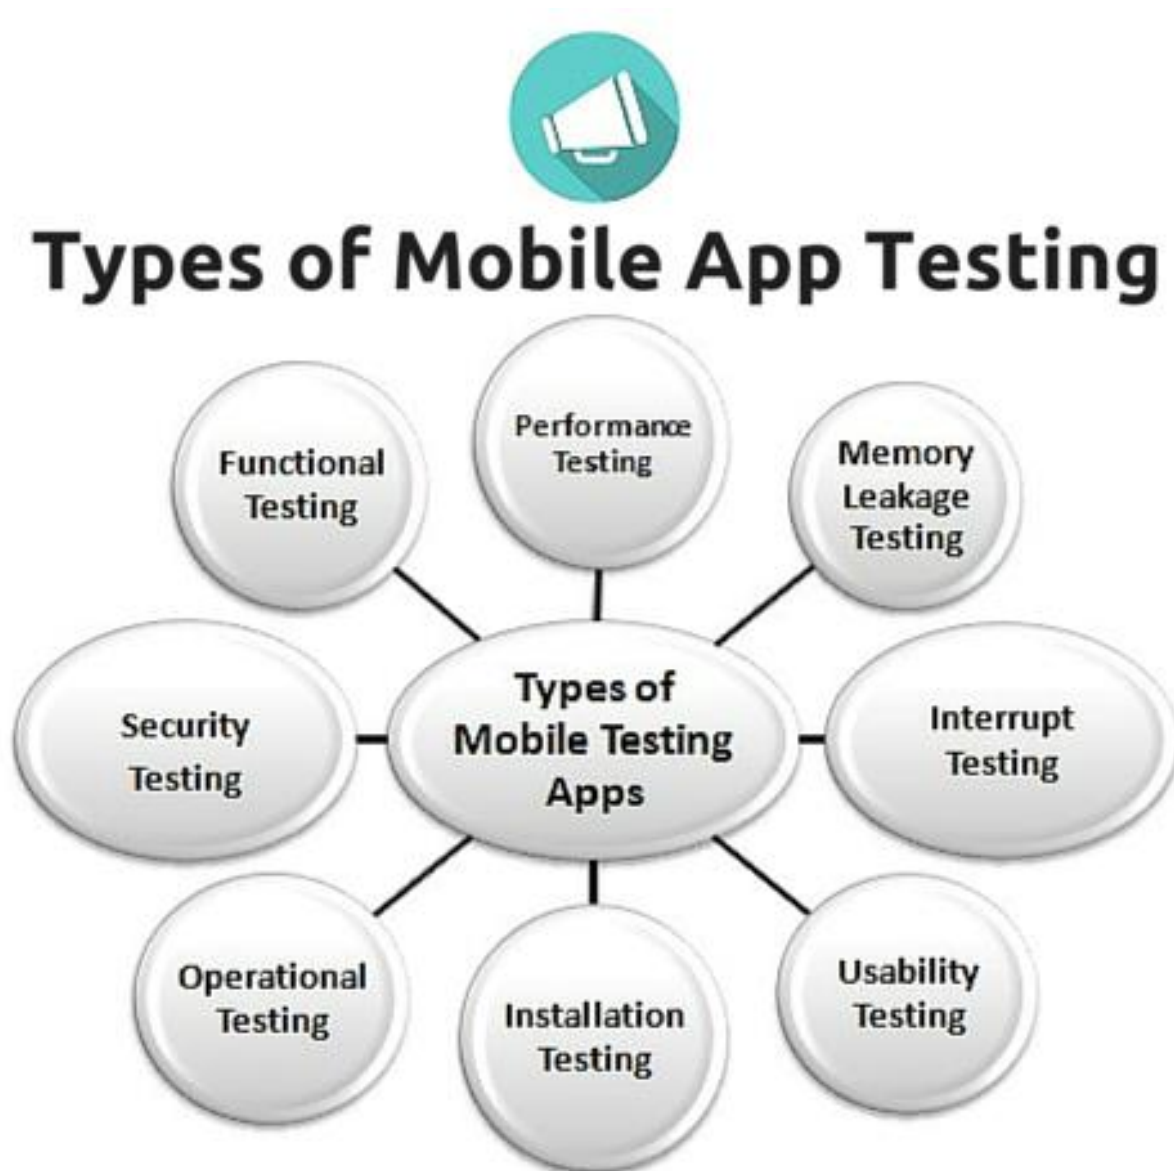 Types of Mobile App Testing
Functional
Testing
Performance
Testing
Memory
Leakage
Testing
Security
Testing
Types of
Mobile Testing
Apps
Interrupt
Testing
Operational
Testing
Installation
Testing
Usability
Testing